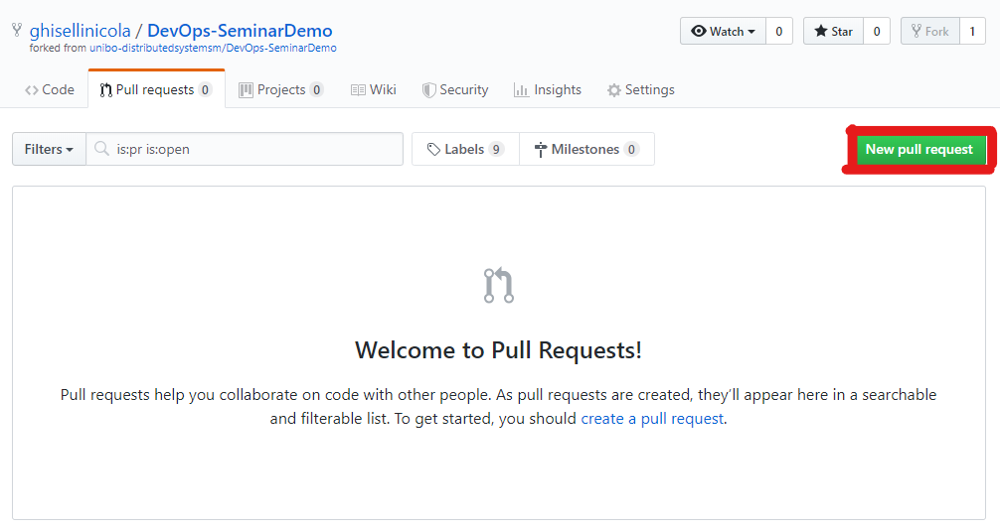 ghisellinicola / DevOps-SeminarDemo
forked from unibo-distributedsystemsm/DevOps-SeminarDemo
Watch 0 Star 0 Fork 1
Code Pull requests 0 Projects 0 Wiki Security Insights Settings
Filters is:pr is:open Labels 9 Milestones 0 New pull request
Welcome to Pull Requests!
Pull requests help you collaborate on code with other people. As pull requests are created, they’ll appear here in a searchable
and filterable list. To get started, you should create a pull request.